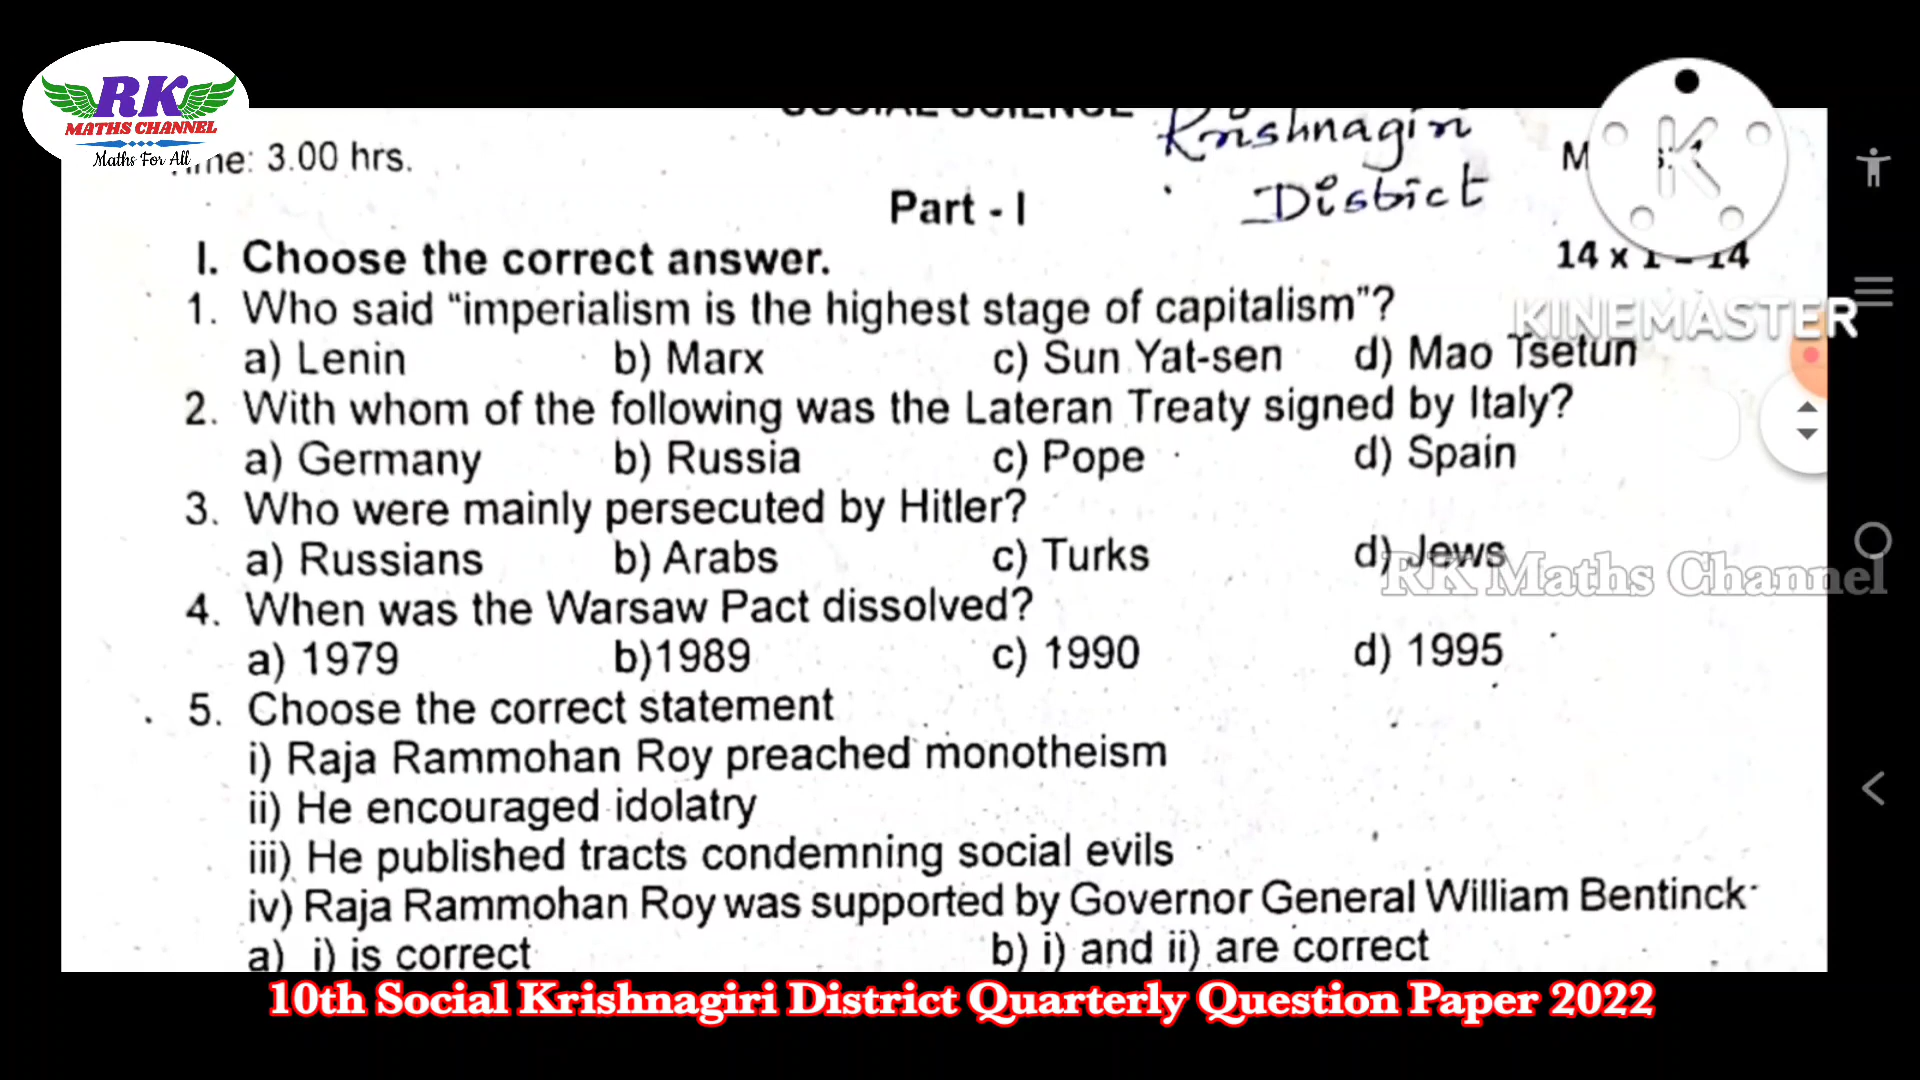 RK
MATHS CHANNEL
Maths For All
SOCIAL SCIENCE
Krishnagiri
District
Time: 3.00 hrs.
Part - I
I. Choose the correct answer. 14 x 1 = 14
1. Who said “imperialism is the highest stage of capitalism”?
KINEMASTER
a) Lenin b) Marx c) Sun Yat-sen d) Mao Tsetun
2. With whom of the following was the Lateran Treaty signed by Italy?
a) Germany b) Russia c) Pope d) Spain
3. Who were mainly persecuted by Hitler?
a) Russians b) Arabs c) Turks d) Jews
RK Maths Channel
4. When was the Warsaw Pact dissolved?
a) 1979 b)1989 c) 1990 d) 1995
5. Choose the correct statement
i) Raja Rammohan Roy preached monotheism
ii) He encouraged idolatry
iii) He published tracts condemning social evils
iv) Raja Rammohan Roy was supported by Governor General William Bentinck
a) i) is correct b) i) and ii) are correct
10th Social Krishnagiri District Quarterly Question Paper 2022